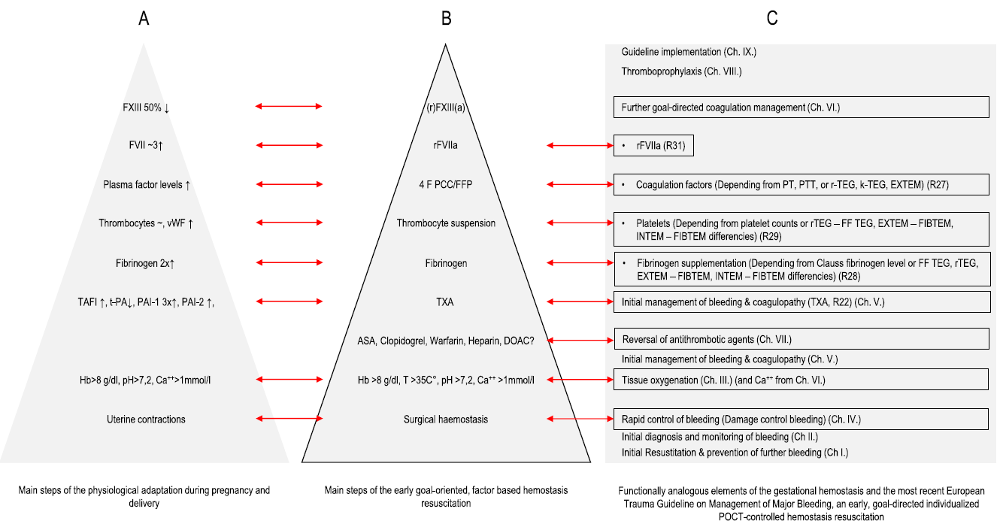 A
B
C
Guideline implementation (Ch. IX.)
Thromboprophylaxis (Ch. VIII.)
FXIII 50% ↓
(r)FXIII(a)
Further goal-directed coagulation management (Ch. VI.)
FVII ~3↑
rFVIIa
• rFVIIa (R31)
Plasma factor levels ↑
4 F PCC/FFP
• Coagulation factors (Depending from PT, PTT, or r-TEG, k-TEG, EXTEM) (R27)
Thrombocytes ~, vWF ↑
Thrombocyte suspension
• Platelets (Depending from platelet counts or rTEG – FF TEG, EXTEM – FIBTEM,
INTEM – FIBTEM differencies) (R29)
Fibrinogen 2x↑
Fibrinogen
• Fibrinogen supplementation (Depending from Clauss fibrinogen level or FF TEG, rTEG,
EXTEM – FIBTEM, INTEM – FIBTEM differencies) (R28)
TAFI ↑, t-PA↓, PAI-1 3x↑, PAI-2 ↑,
TXA
Initial management of bleeding & coagulopathy (TXA, R22) (Ch. V.)
ASA, Clopidogrel, Warfarin, Heparin, DOAC?
Reversal of antithrombotic agents (Ch. VII.)
Initial management of bleeding & coagulopathy (Ch. V.)
Hb>8 g/dl, pH>7,2, Ca⁺⁺>1mmol/l
Hb >8 g/dl, T >35C°, pH >7,2, Ca⁺⁺ >1mmol/l
Tissue oxygenation (Ch. III.) (and Ca⁺⁺ from Ch. VI.)
Uterine contractions
Surgical haemostasis
Rapid control of bleeding (Damage control bleeding) (Ch. IV.)
Initial diagnosis and monitoring of bleeding (Ch II.)
Initial Resustitation & prevention of further bleeding (Ch I.)
Main steps of the physiological adaptation during pregnancy and
delivery
Main steps of the early goal-oriented, factor based hemostasis
resuscitation
Functionally analogous elements of the gestational hemostasis and the most recent European
Trauma Guideline on Management of Major Bleeding, an early, goal-directed individualized
POCT-controlled hemostasis resuscitation